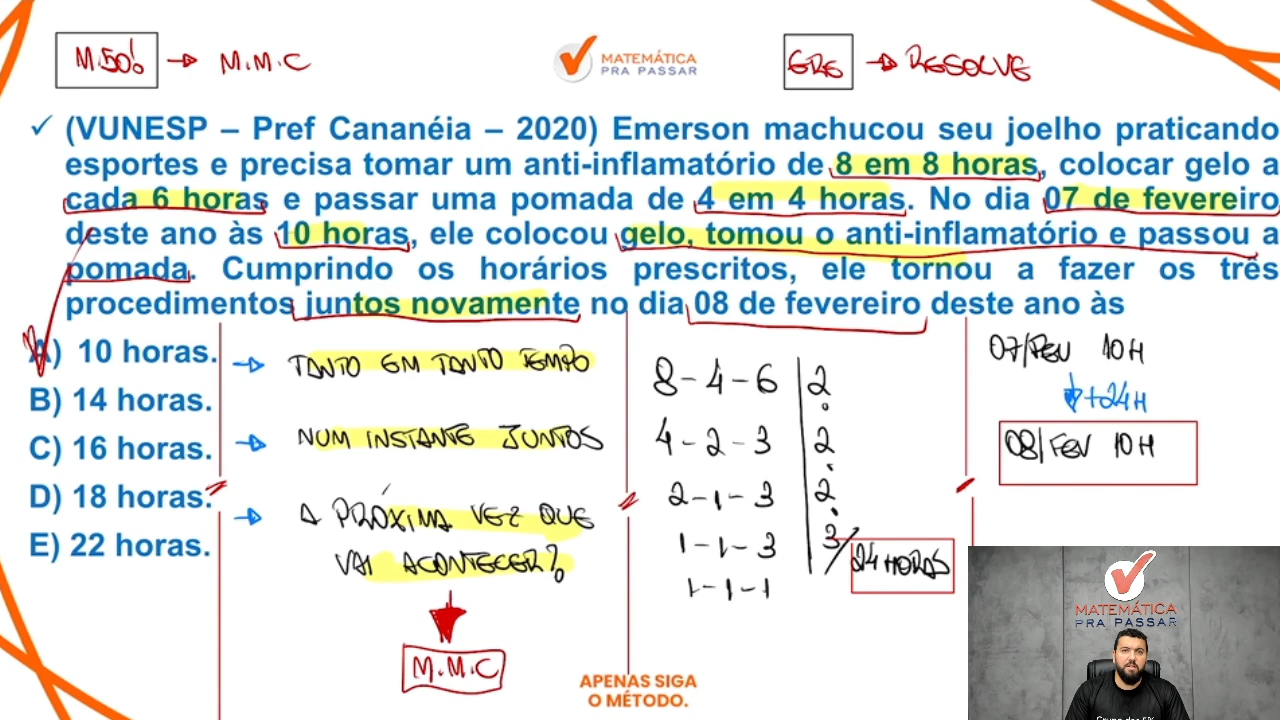 M.50! → M.M.C
MATEMÁTICA
PRA PASSAR
→ RESOLVE
✓ (VUNESP – Pref Cananéia – 2020) Emerson machucou seu joelho praticando
esportes e precisa tomar um anti-inflamatório de 8 em 8 horas, colocar gelo a
cada 6 horas e passar uma pomada de 4 em 4 horas. No dia 07 de fevereiro
deste ano às 10 horas, ele colocou gelo, tomou o anti-inflamatório e passou a
pomada. Cumprindo os horários prescritos, ele tornou a fazer os três
procedimentos juntos novamente no dia 08 de fevereiro deste ano às
A) 10 horas.
B) 14 horas.
C) 16 horas.
D) 18 horas.
E) 22 horas.
→ TANTO EM TANTO TEMPO
→ NUM INSTANTE JUNTOS
→ A PRÓXIMA VEZ QUE
VAI ACONTECER?
M.M.C
8 - 4 - 6 | 2
4 - 2 - 3 | 2
2 - 1 - 3 | 2
1 - 1 - 3 | 3
1 - 1 - 1
24 HORAS
07/FEV 10H
+24H
08/FEV 10H
APENAS SIGA
O MÉTODO.
MATEMÁTICA
PRA PASSAR